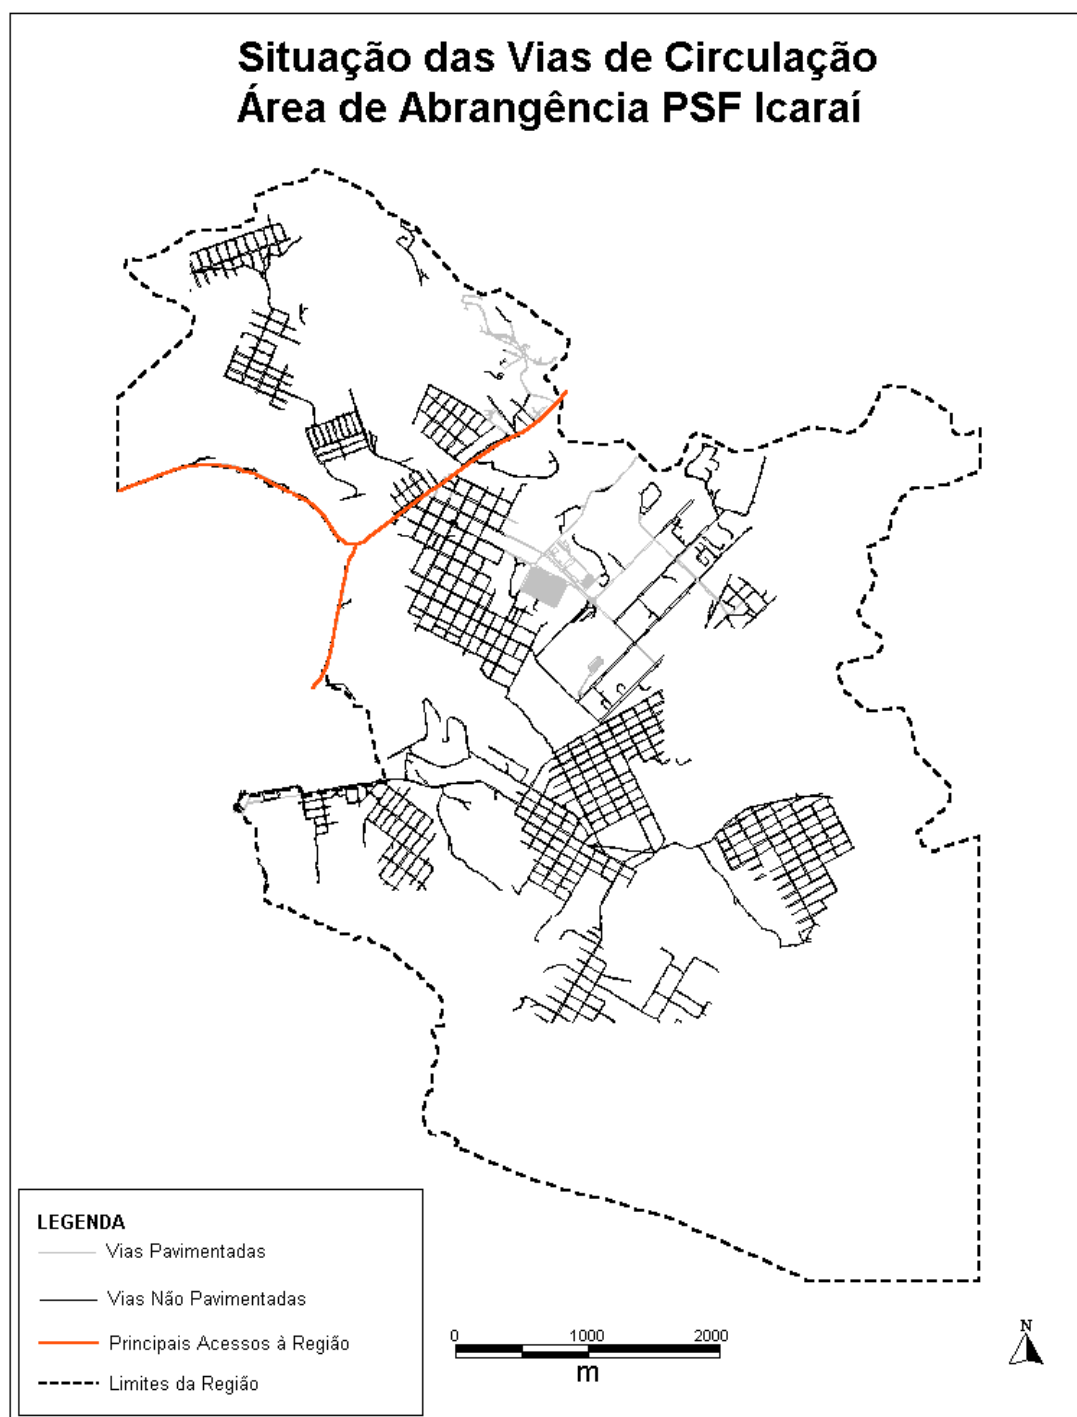 Situação das Vias de Circulação
Área de Abrangência PSF Icaraí
LEGENDA
Vias Pavimentadas
Vias Não Pavimentadas
Principais Acessos à Região
Limites da Região
0 1000 2000
m
N